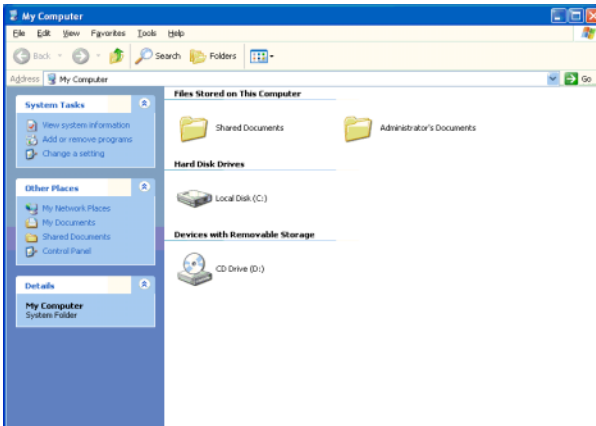 My Computer
File Edit View Favorites Tools Help
Back Search Folders
Address My Computer Go
System Tasks
View system information
Add or remove programs
Change a setting
Other Places
My Network Places
My Documents
Shared Documents
Control Panel
Details
My Computer
System Folder
Files Stored on This Computer
Shared Documents Administrator's Documents
Hard Disk Drives
Local Disk (C:)
Devices with Removable Storage
CD Drive (D:)